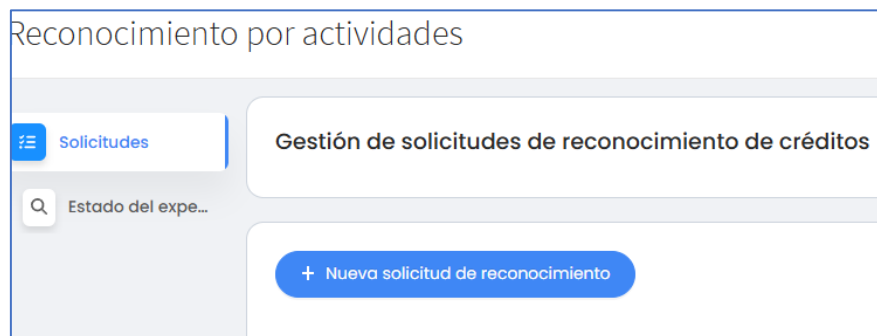 Reconocimiento por actividades
Solicitudes
Gestión de solicitudes de reconocimiento de créditos
Estado del expe...
+ Nueva solicitud de reconocimiento